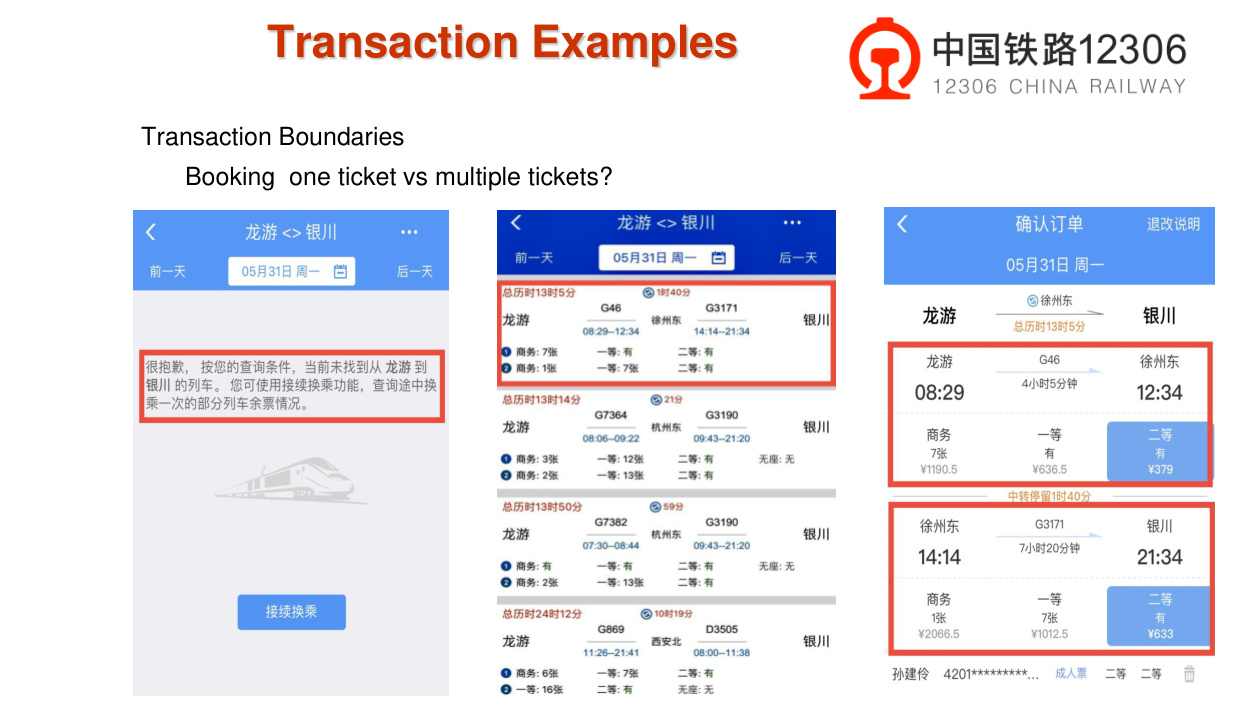 Transaction Examples
中国铁路12306
12306 CHINA RAILWAY
Transaction Boundaries
Booking one ticket vs multiple tickets?
龙游 <> 银川
前一天 05月31日 周一 后一天
很抱歉， 按您的查询条件，当前未找到从 龙游 到
银川 的列车。 您可使用接续换乘功能，查询途中换
乘一次的部分列车余票情况。
接续换乘
龙游 <> 银川
前一天 05月31日 周一 后一天
总历时13时5分 1时40分
G46 G3171
龙游 徐州东 银川
08:29--12:34 14:14--21:34
1 商务: 7张 一等: 有 二等: 有
2 商务: 1张 一等: 7张 二等: 有
总历时13时14分 21分
G7364 G3190
龙游 杭州东 银川
08:06--09:22 09:43--21:20
1 商务: 3张 一等: 12张 二等: 有 无座: 无
2 商务: 2张 一等: 13张 二等: 有
总历时13时50分 59分
G7382 G3190
龙游 杭州东 银川
07:30--08:44 09:43--21:20
1 商务: 有 一等: 有 二等: 有 无座: 无
2 商务: 2张 一等: 13张 二等: 有
总历时24时12分 10时19分
G869 D3505
龙游 西安北 银川
11:26--21:41 08:00--11:38
1 商务: 6张 一等: 7张 二等: 有
2 一等: 16张 二等: 有 无座: 无
确认订单 退改说明
05月31日 周一
徐州东
龙游 银川
总历时13时5分
龙游 G46 徐州东
08:29 4小时5分钟 12:34
商务 一等 二等
7张 有 有
¥1190.5 ¥636.5 ¥379
中转停留1时40分
徐州东 G3171 银川
14:14 7小时20分钟 21:34
商务 一等 二等
1张 7张 有
¥2066.5 ¥1012.5 ¥633
孙建伶 4201*********... 成人票 二等 二等